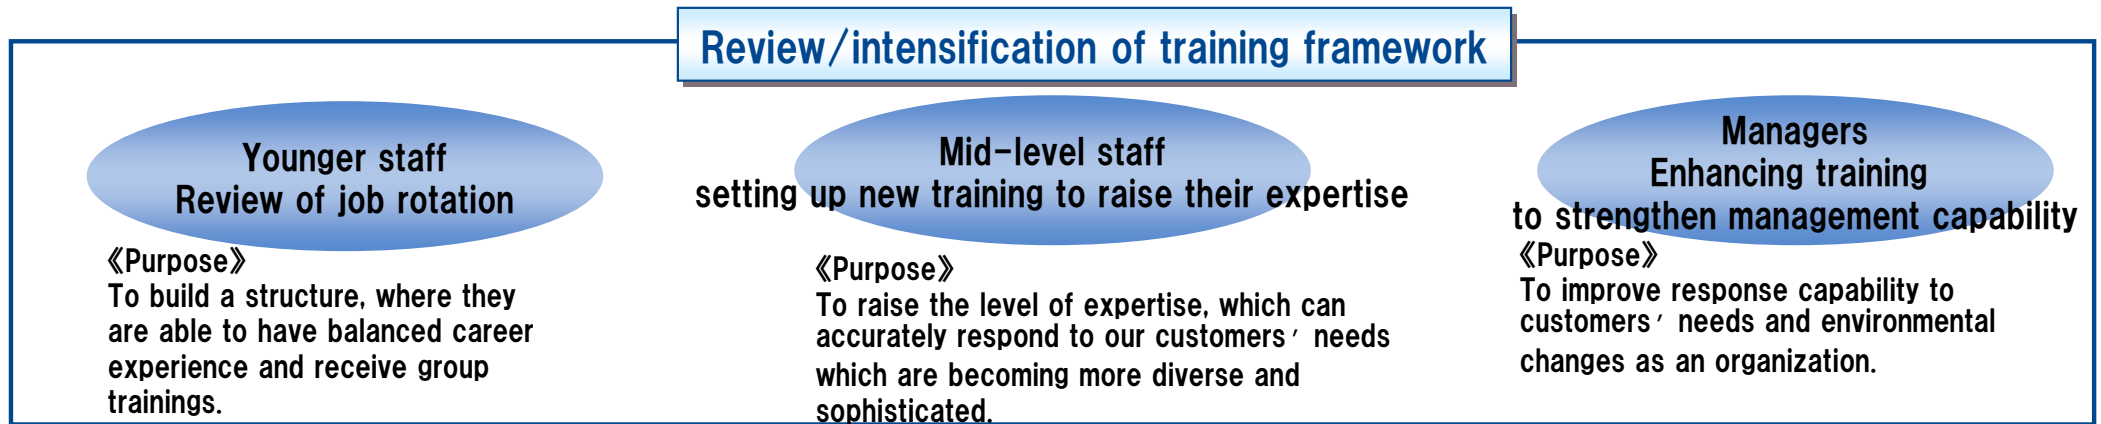 Review/intensification of training framework
Younger staff
Review of job rotation
《Purpose》
To build a structure, where they
are able to have balanced career
experience and receive group
trainings.
Mid-level staff
setting up new training to raise their expertise
《Purpose》
To raise the level of expertise, which can
accurately respond to our customers′ needs
which are becoming more diverse and
sophisticated.
Managers
Enhancing training
to strengthen management capability
《Purpose》
To improve response capability to
customers′ needs and environmental
changes as an organization.